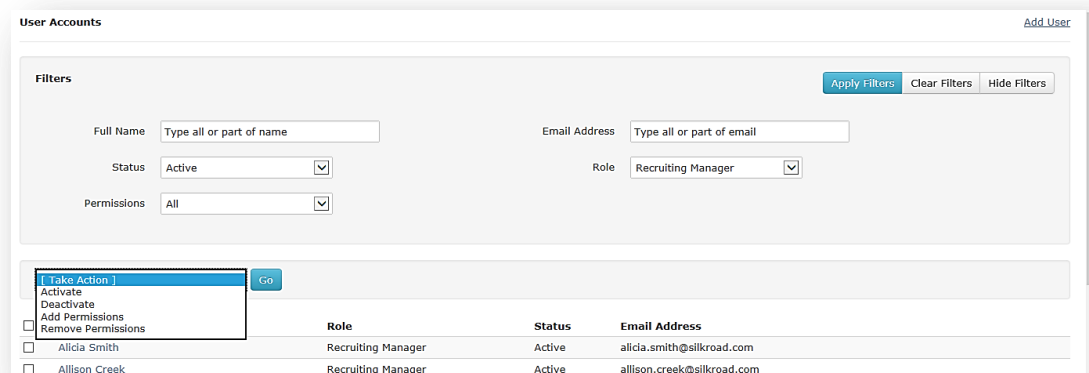 User Accounts Add User
Filters
Apply Filters Clear Filters Hide Filters
Full Name Type all or part of name Email Address Type all or part of email
Status Active Role Recruiting Manager
Permissions All
[ Take Action ] Go
Activate
Deactivate
Add Permissions
Remove Permissions
Role Status Email Address
Alicia Smith Recruiting Manager Active alicia.smith@silkroad.com
Allison Creek Recruiting Manager Active allison.creek@silkroad.com